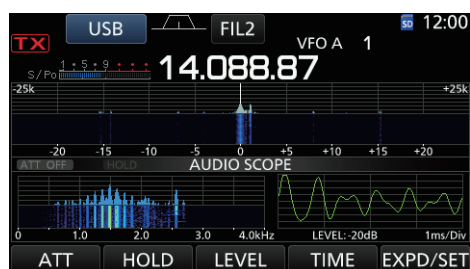 USB FIL2 SD 12:00
TX VFO A 1
S/Po 1 5 9 14.088.87
-25k +25k
-20 -15 -10 -5 0 +5 +10 +15 +20
ATT OFF HOLD AUDIO SCOPE
0 1.0 2.0 3.0 4.0kHz LEVEL:-20dB 1ms/Div
ATT HOLD LEVEL TIME EXPD/SET